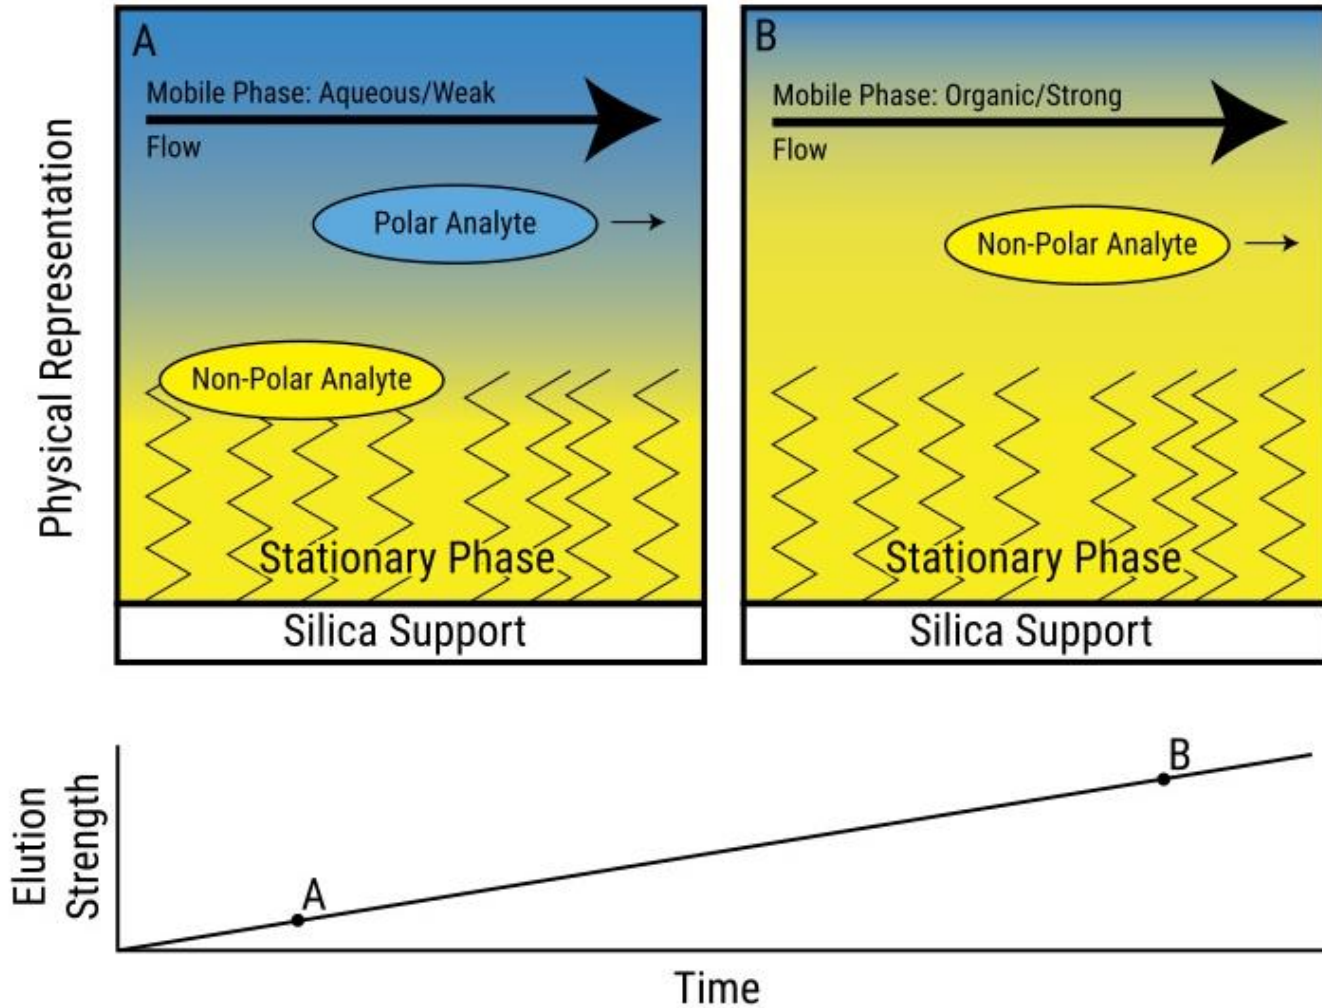 Physical Representation
A
Mobile Phase: Aqueous/Weak
Flow
Polar Analyte
Non-Polar Analyte
Stationary Phase
Silica Support
B
Mobile Phase: Organic/Strong
Flow
Non-Polar Analyte
Stationary Phase
Silica Support
Elution
Strength
A
B
Time